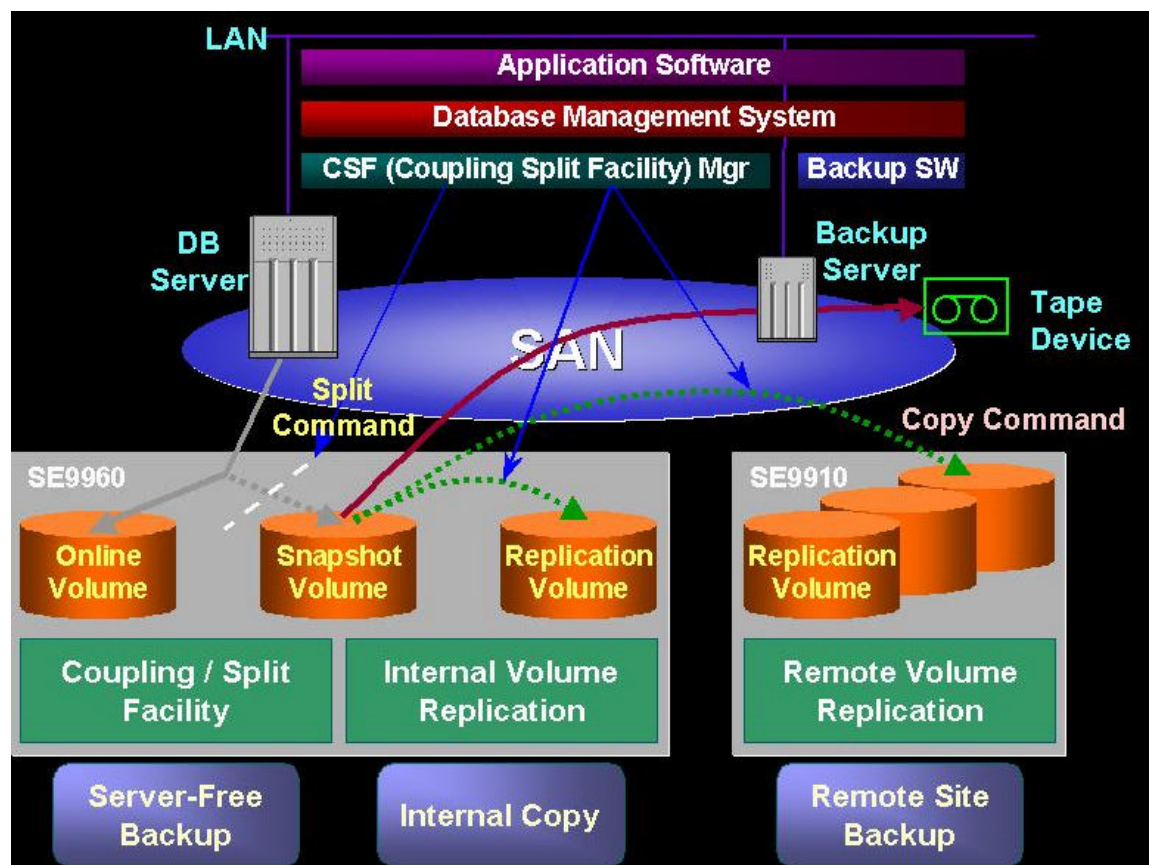 LAN
Application Software
Database Management System
CSF (Coupling Split Facility) Mgr
Backup SW
DB
Server
Backup
Server
Tape
Device
SAN
Split
Command
Copy Command
SE9960
SE9910
Online
Volume
Snapshot
Volume
Replication
Volume
Replication
Volume
Coupling / Split
Facility
Internal Volume
Replication
Remote Volume
Replication
Server-Free
Backup
Internal Copy
Remote Site
Backup